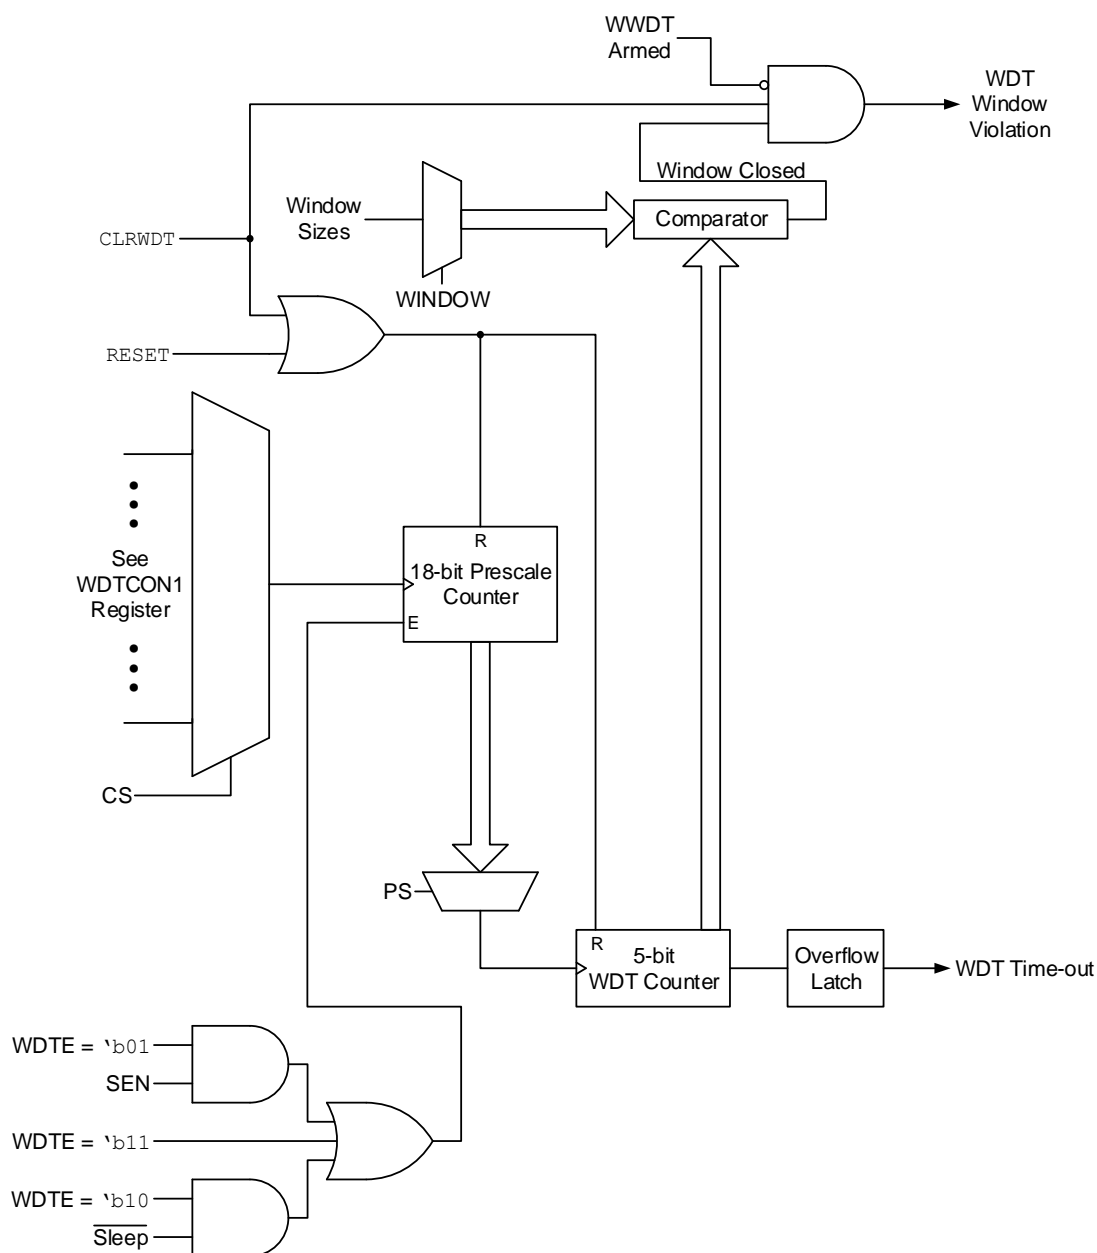 WWDT
Armed
WDT
Window
Violation
Window Closed
Window
Sizes
Comparator
CLRWDT
WINDOW
RESET
R
18-bit Prescale
Counter
E
See
WDTCON1
Register
CS
PS
R
5-bit
WDT Counter
Overflow
Latch
WDT Time-out
WDTE = 'b01
SEN
WDTE = 'b11
WDTE = 'b10
Sleep